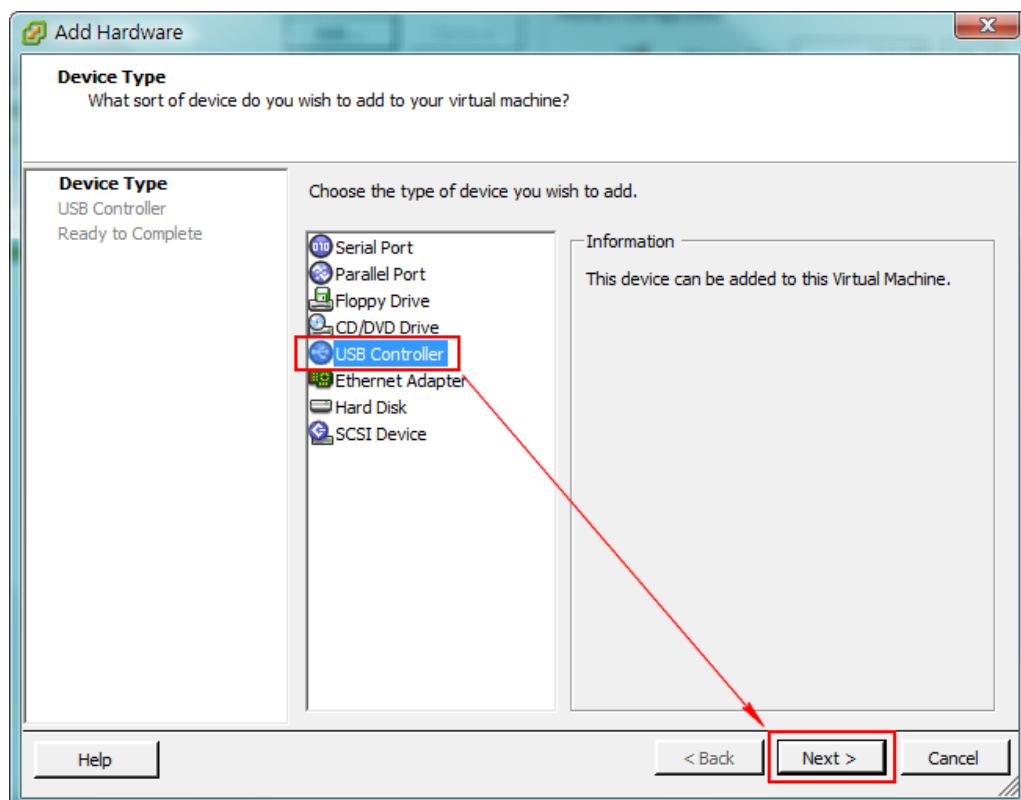 Add Hardware
Device Type
What sort of device do you wish to add to your virtual machine?
Device Type
USB Controller
Ready to Complete
Choose the type of device you wish to add.
Serial Port
Parallel Port
Floppy Drive
CD/DVD Drive
USB Controller
Ethernet Adapter
Hard Disk
SCSI Device
Information
This device can be added to this Virtual Machine.
Help
< Back
Next >
Cancel